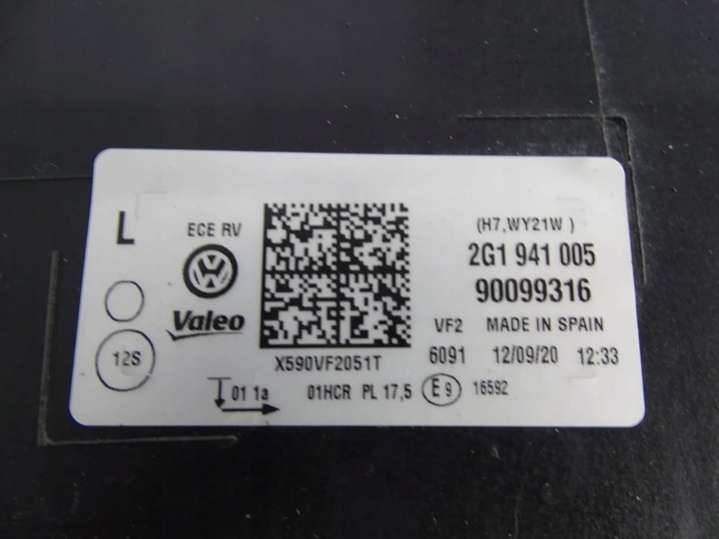 L
ECE RV
(H7,WY21W )
2G1 941 005
90099316
Valeo
VF2 MADE IN SPAIN
12S
X590VF2051T
6091 12/09/20 12:33
01 1a
01HCR PL 17,5
E9
16592